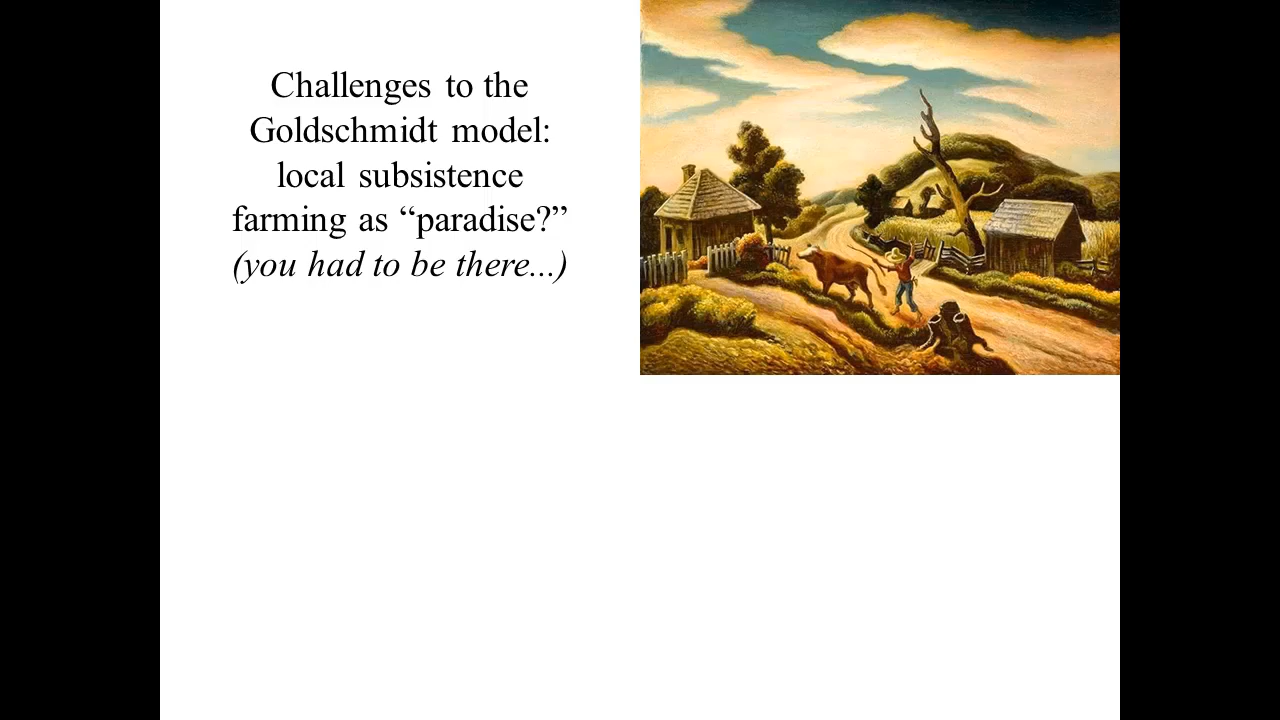 Challenges to the
Goldschmidt model:
local subsistence
farming as “paradise?”
(you had to be there...)